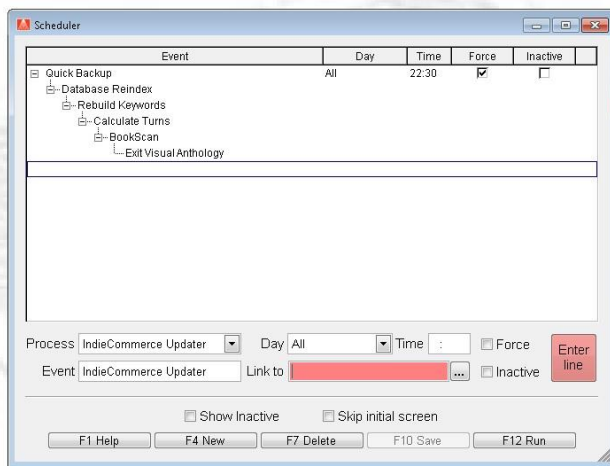 Scheduler
Event Day Time Force Inactive
Quick Backup All 22:30
Database Reindex
Rebuild Keywords
Calculate Turns
BookScan
Exit Visual Anthology
Process IndieCommerce Updater Day All Time : Force Enter
line
Event IndieCommerce Updater Link to ... Inactive
Show Inactive Skip initial screen
F1 Help F4 New F7 Delete F10 Save F12 Run